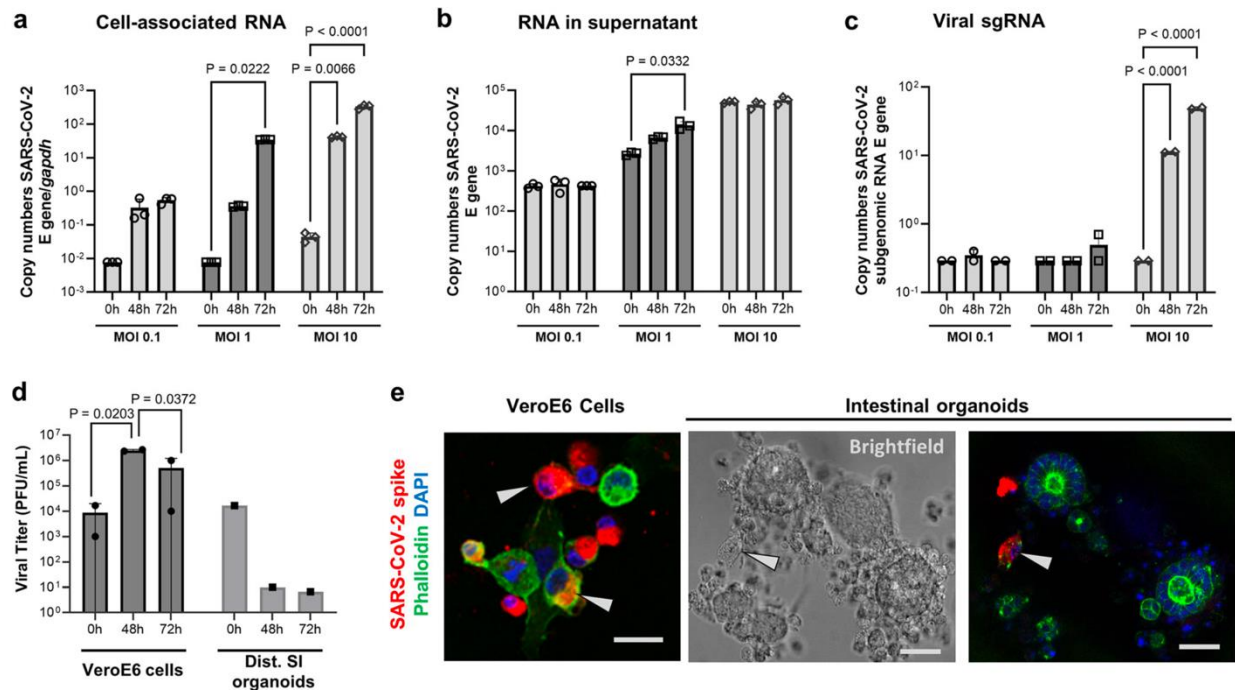 a Cell-associated RNA
P < 0.0001
P = 0.0222
P = 0.0066
Copy numbers SARS-CoV-2
E gene/gapdh
10³
10²
10¹
10⁰
10⁻¹
10⁻²
10⁻³
0h 48h 72h 0h 48h 72h 0h 48h 72h
MOI 0.1 MOI 1 MOI 10
b RNA in supernatant
P = 0.0332
Copy numbers SARS-CoV-2
E gene
10⁵
10⁴
10³
10²
10¹
10⁰
0h 48h 72h 0h 48h 72h 0h 48h 72h
MOI 0.1 MOI 1 MOI 10
c Viral sgRNA
P < 0.0001
P < 0.0001
Copy numbers SARS-CoV-2
subgenomic RNA E gene
10²
10¹
10⁰
10⁻¹
0h 48h 72h 0h 48h 72h 0h 48h 72h
MOI 0.1 MOI 1 MOI 10
d
P = 0.0372
P = 0.0203
Viral Titer (PFU/mL)
10⁷
10⁶
10⁵
10⁴
10³
10²
10¹
10⁰
0h 48h 72h 0h 48h 72h
VeroE6 cells Dist. SI
organoids
e VeroE6 Cells Intestinal organoids
SARS-CoV-2 spike
Phalloidin DAPI
Brightfield